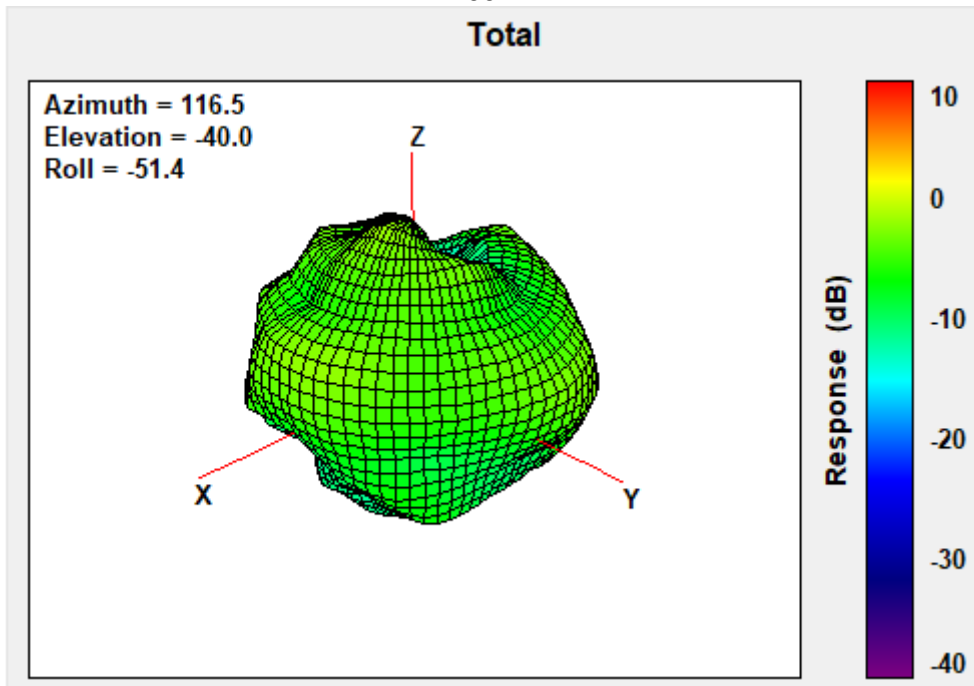 Total
Azimuth = 116.5
Elevation = -40.0
Roll = -51.4
Z
X
Y
10
0
-10
-20
-30
-40
Response (dB)